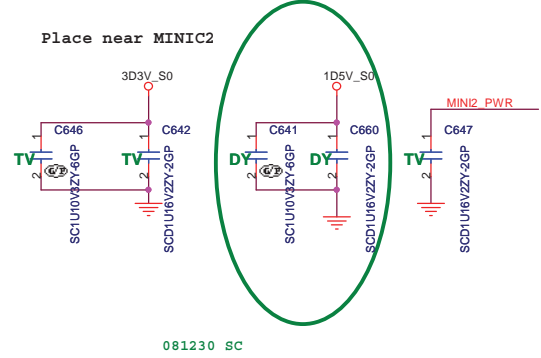 Place near MINIC2
3D3V_S0
1D5V_S0
MINI2_PWR
C646
C642
C641
C660
C647
1
1
1
1
1
TV
TV
DY
DY
TV
G/P
G/P
2
2
2
2
2
SC1U10V3ZY-6GP
SCD1U16V2ZY-2GP
SC1U10V3ZY-6GP
SCD1U16V2ZY-2GP
SCD1U16V2ZY-2GP
081230 SC